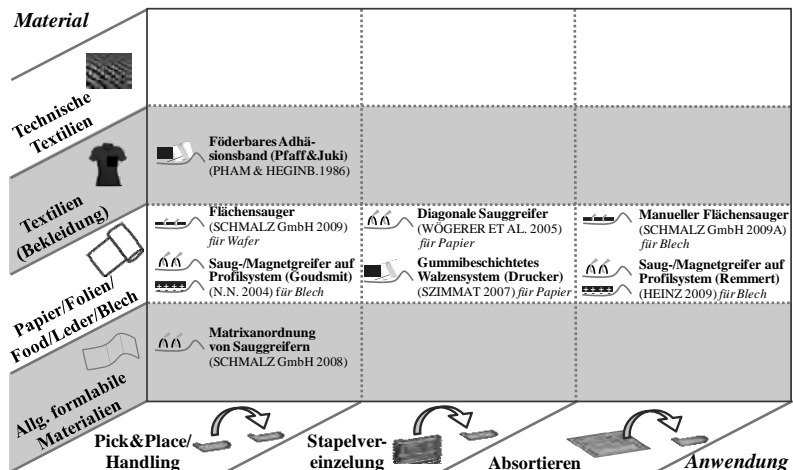 Material
Technische
Textilien
Textilien
(Bekleidung)
Papier/Folien/
Food/Leder/Blech
Allg. formlabile
Materialien
Föderbares Adhä-
sionsband (Pfaff&Juki)
(PHAM & HEGINB.1986)
Flächensauger
(SCHMALZ GmbH 2009)
für Wafer
Saug-/Magnetgreifer auf
Profilsystem (Goudsmit)
(N.N. 2004) für Blech
Diagonale Sauggreifer
(WÖGERER ET AL. 2005)
für Papier
Gummibeschichtetes
Walzensystem (Drucker)
(SZIMMAT 2007) für Papier
Manueller Flächensauger
(SCHMALZ GmbH 2009A)
für Blech
Saug-/Magnetgreifer auf
Profilsystem (Remmert)
(HEINZ 2009) für Blech
Matrixanordnung
von Sauggreifern
(SCHMALZ GmbH 2008)
Pick&Place/
Handling
Stapelver-
einzelung
Absortieren
Anwendung